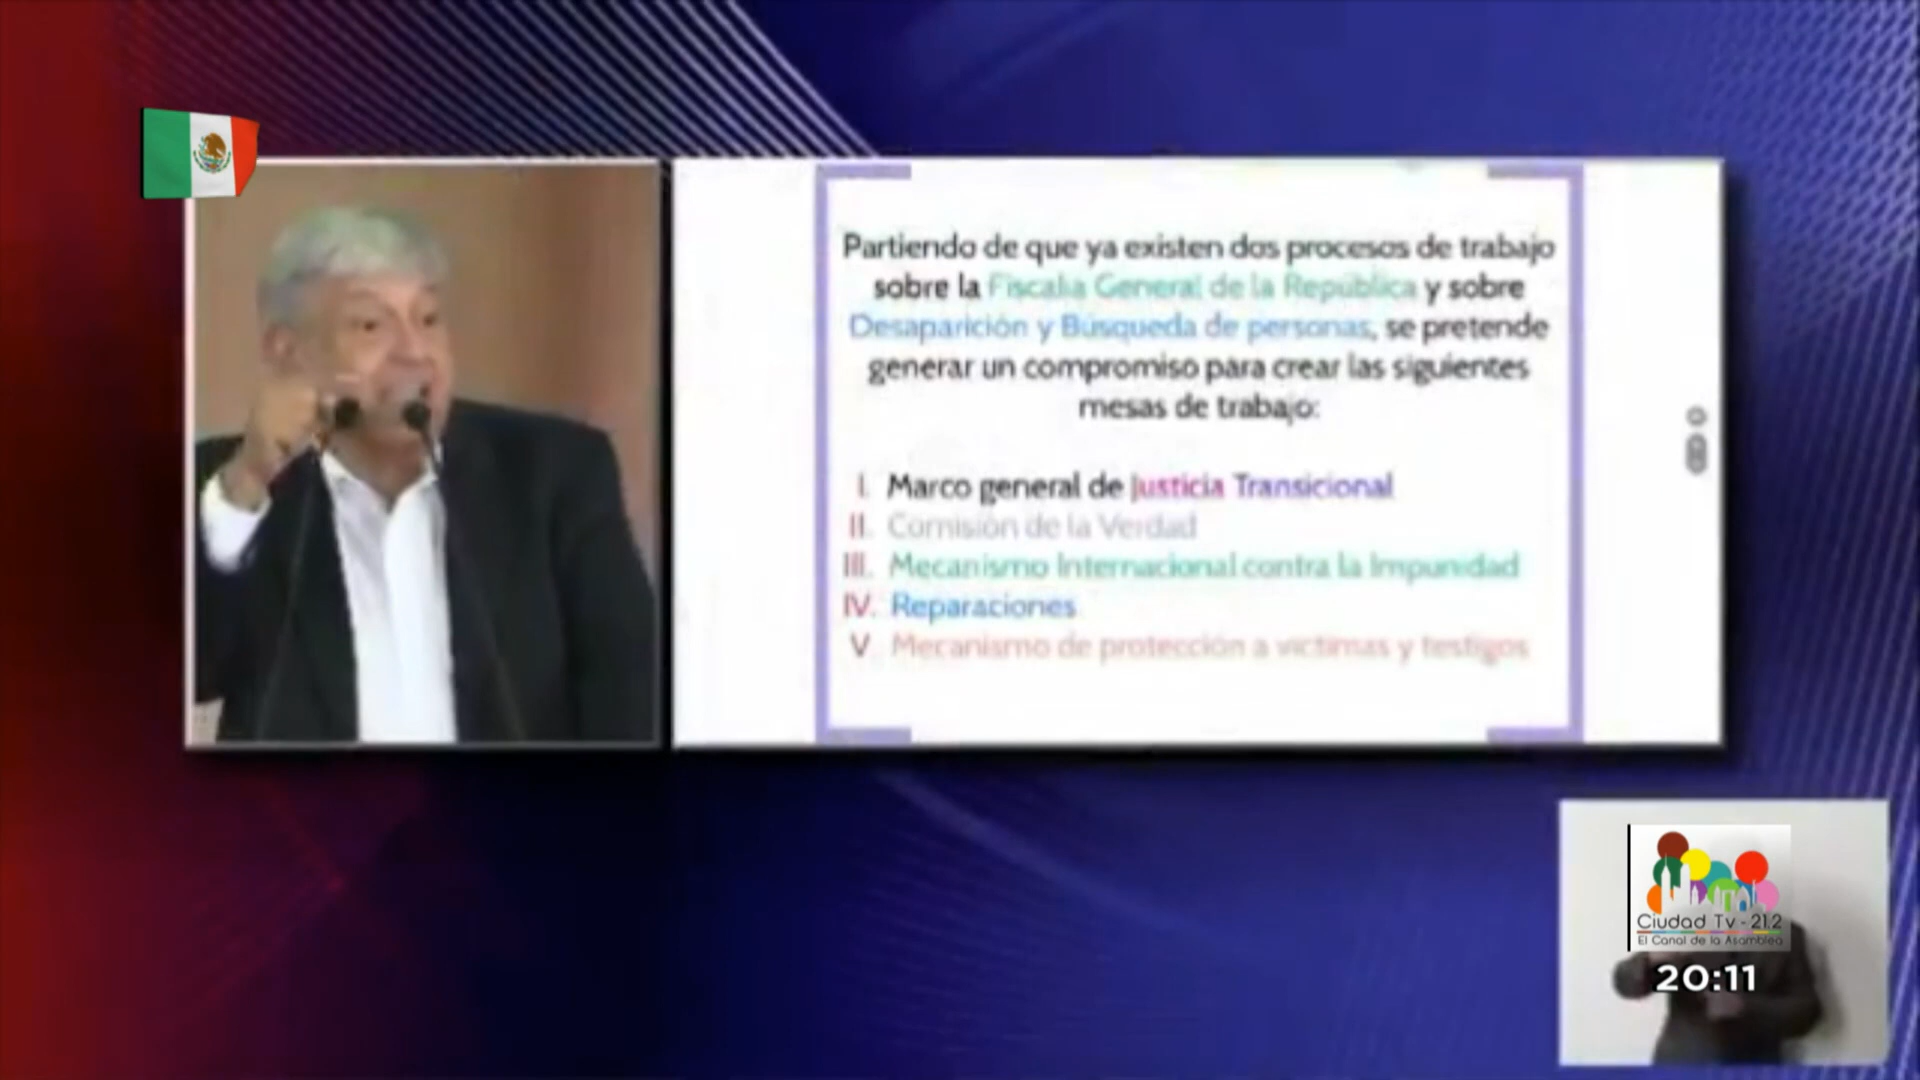 Partiendo de que ya existen dos procesos de trabajo
sobre la Fiscalía General de la República y sobre
Desaparición y Búsqueda de personas, se pretende
generar un compromiso para crear las siguientes
mesas de trabajo:
I. Marco general de Justicia Transicional
II. Comisión de la Verdad
III. Mecanismo Internacional contra la Impunidad
IV. Reparaciones
V. Mecanismo de protección a víctimas y testigos
Ciudad Tv - 21.2
El Canal de la Asamblea
20:11